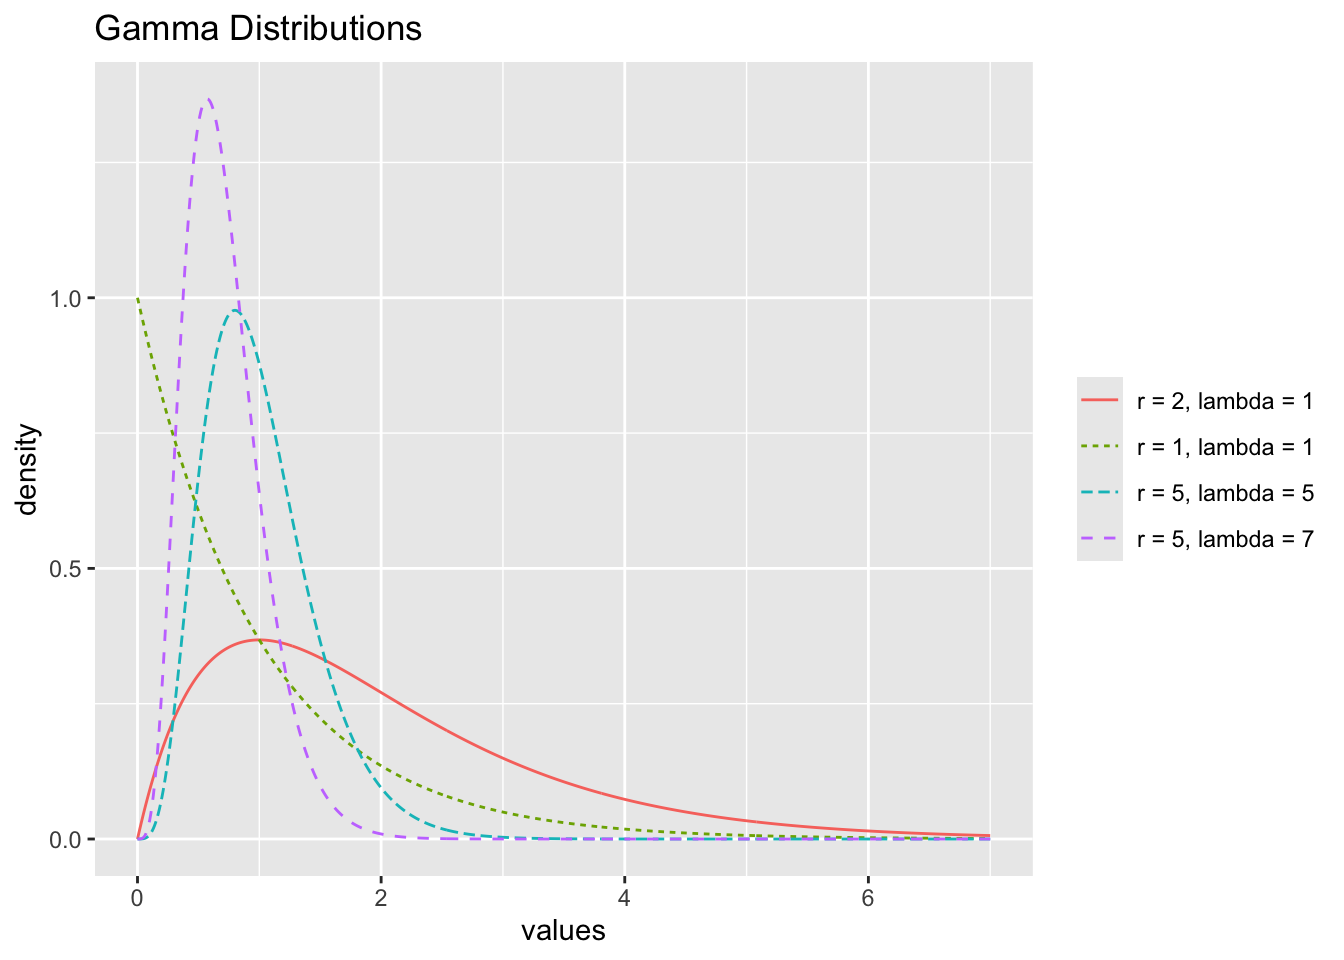 Gamma Distributions
density
1.0
0.5
0.0
0
2
4
6
values
r = 2, lambda = 1
r = 1, lambda = 1
r = 5, lambda = 5
r = 5, lambda = 7